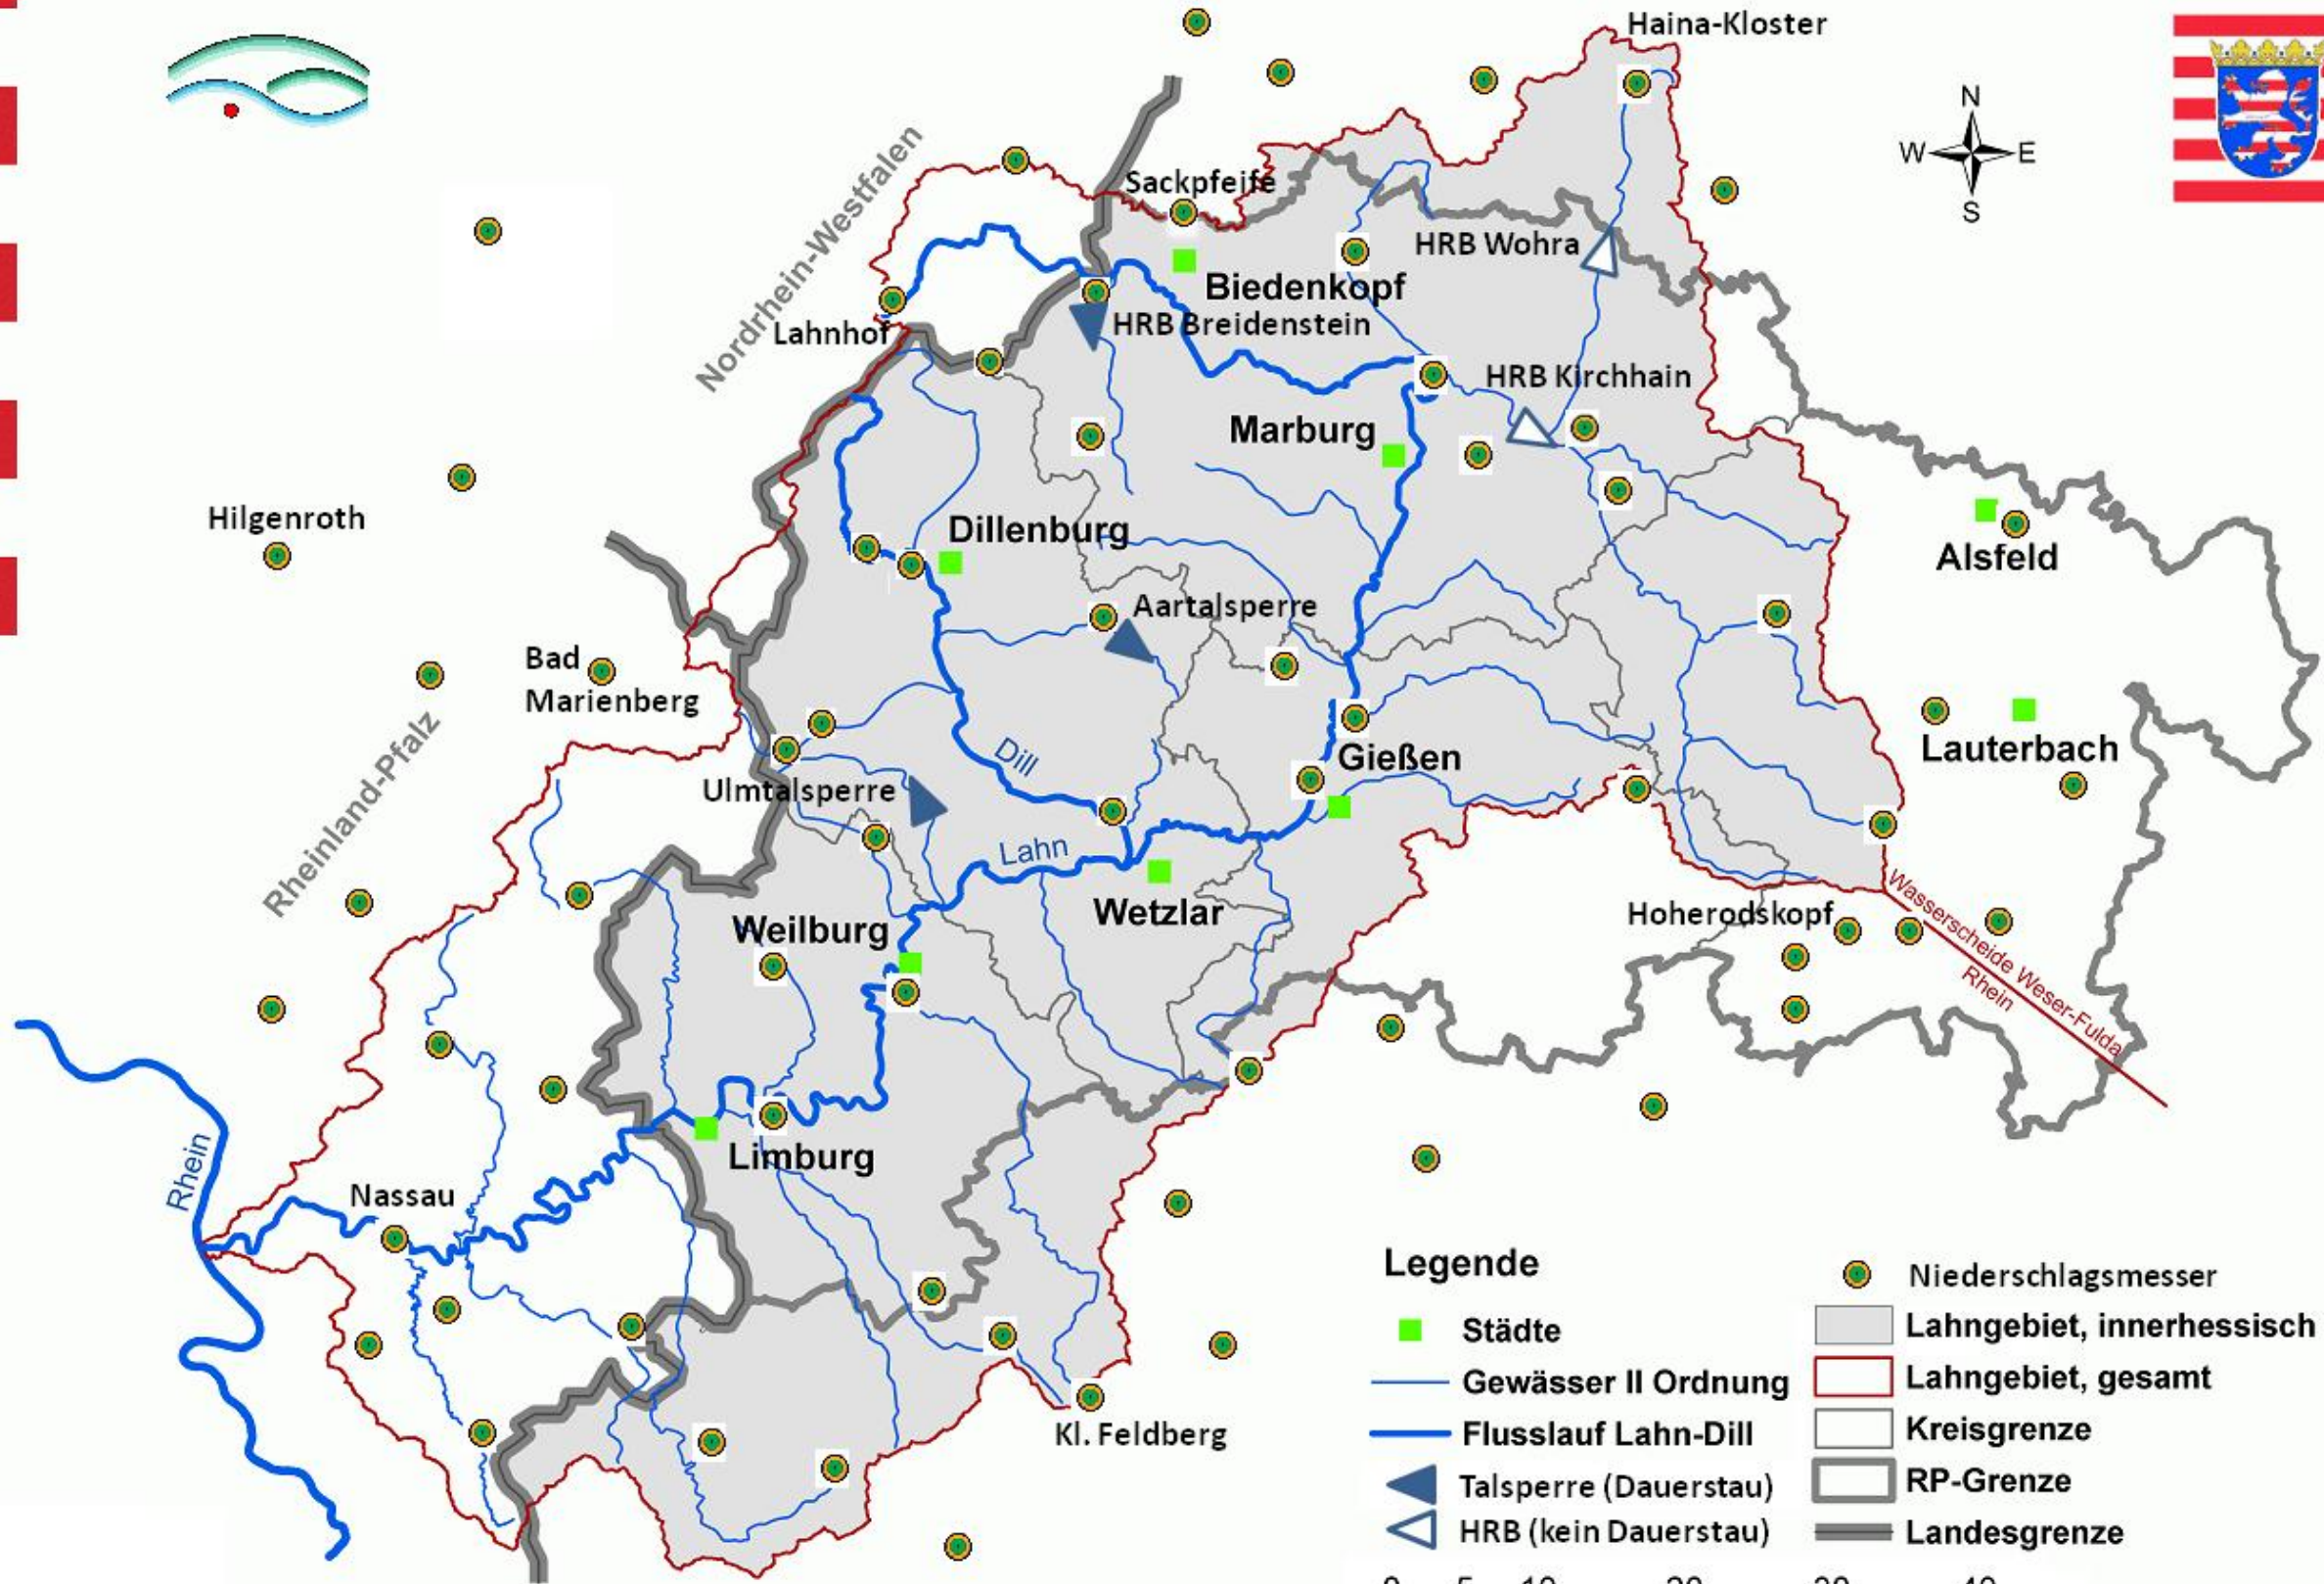 Haina-Kloster
N
W
E
S
Nordrhein-Westfalen
Sackpfeife
HRB Wohra
Biedenkopf
HRB Breidenstein
Lahnhof
HRB Kirchhain
Marburg
Hilgenroth
Dillenburg
Alsfeld
Aartalsperre
Bad
Marienberg
Rheinland-Pfalz
Lauterbach
Dill
Gießen
Ulmtalsperre
Lahn
Wetzlar
Weilburg
Hoherodskopf
Wasserscheide Weser-Fulda
Rhein
Limburg
Rhein
Nassau
Kl. Feldberg
Legende
Städte
Gewässer II Ordnung
Flusslauf Lahn-Dill
Talsperre (Dauerstau)
HRB (kein Dauerstau)
Niederschlagsmesser
Lahngebiet, innerhessisch
Lahngebiet, gesamt
Kreisgrenze
RP-Grenze
Landesgrenze